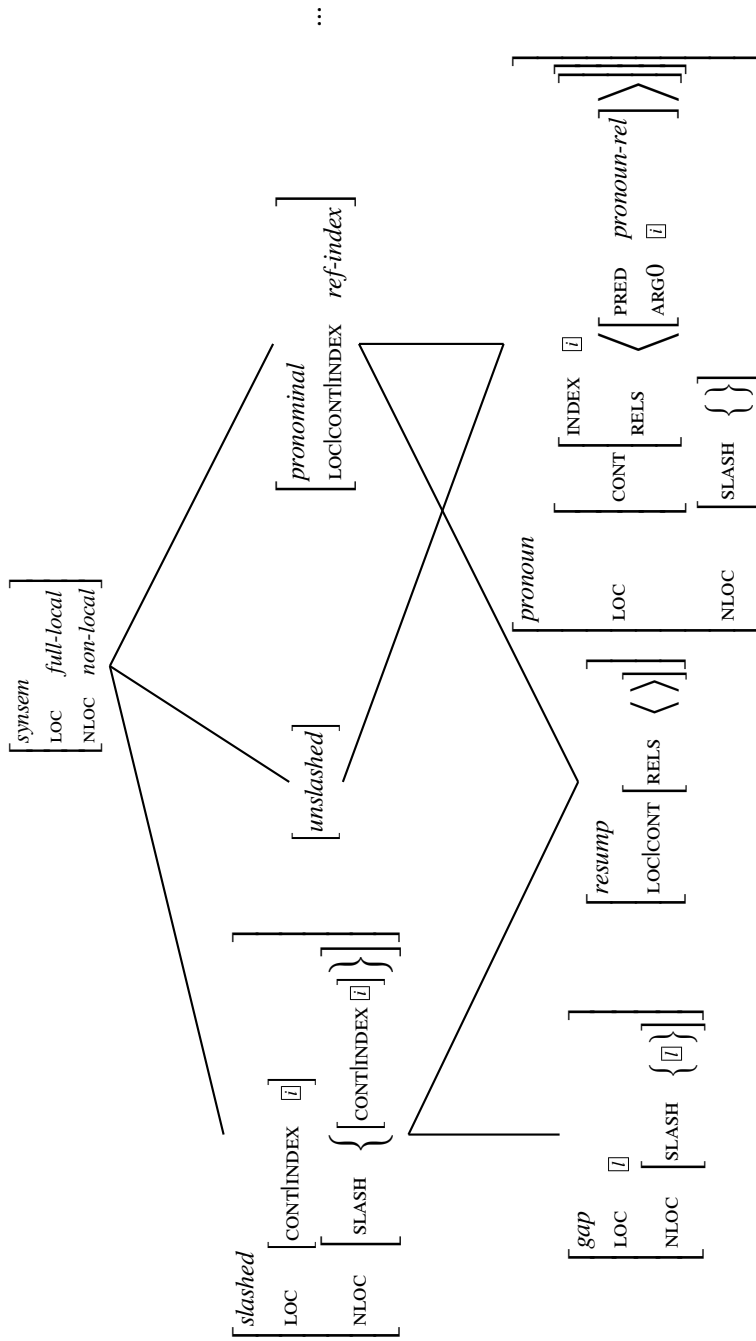 synsem
LOC full-local
NLOC non-local
...
slashed
LOC [CONT|INDEX i]
NLOC [SLASH {[CONT|INDEX i]}]
[unslashed]
pronominal
LOC|CONT|INDEX ref-index
gap
LOC l
NLOC [SLASH {l}]
resump
LOC|CONT [RELS ⟨⟩]
pronoun
LOC [CONT [INDEX i
RELS ⟨[PRED pronoun-rel
ARG0 i]⟩]]
NLOC [SLASH {}]